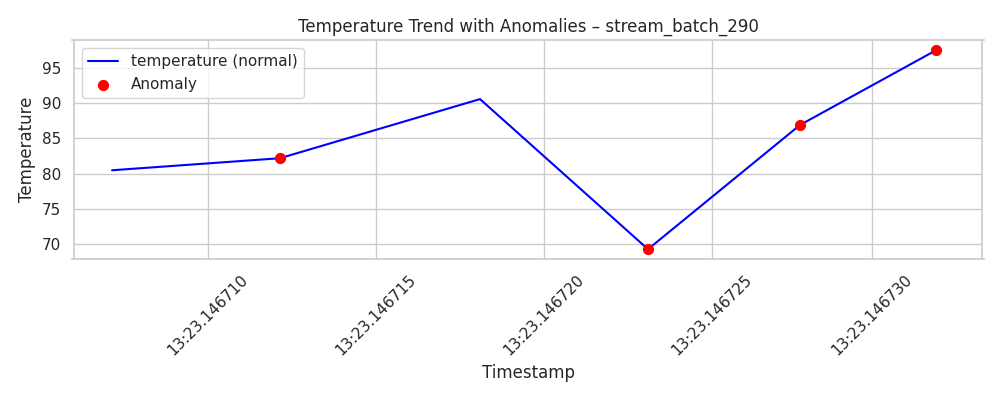 Temperature Trend with Anomalies – stream_batch_290
temperature (normal)
Anomaly
Temperature
95
90
85
80
75
70
13:23.146710
13:23.146715
13:23.146720
13:23.146725
13:23.146730
Timestamp